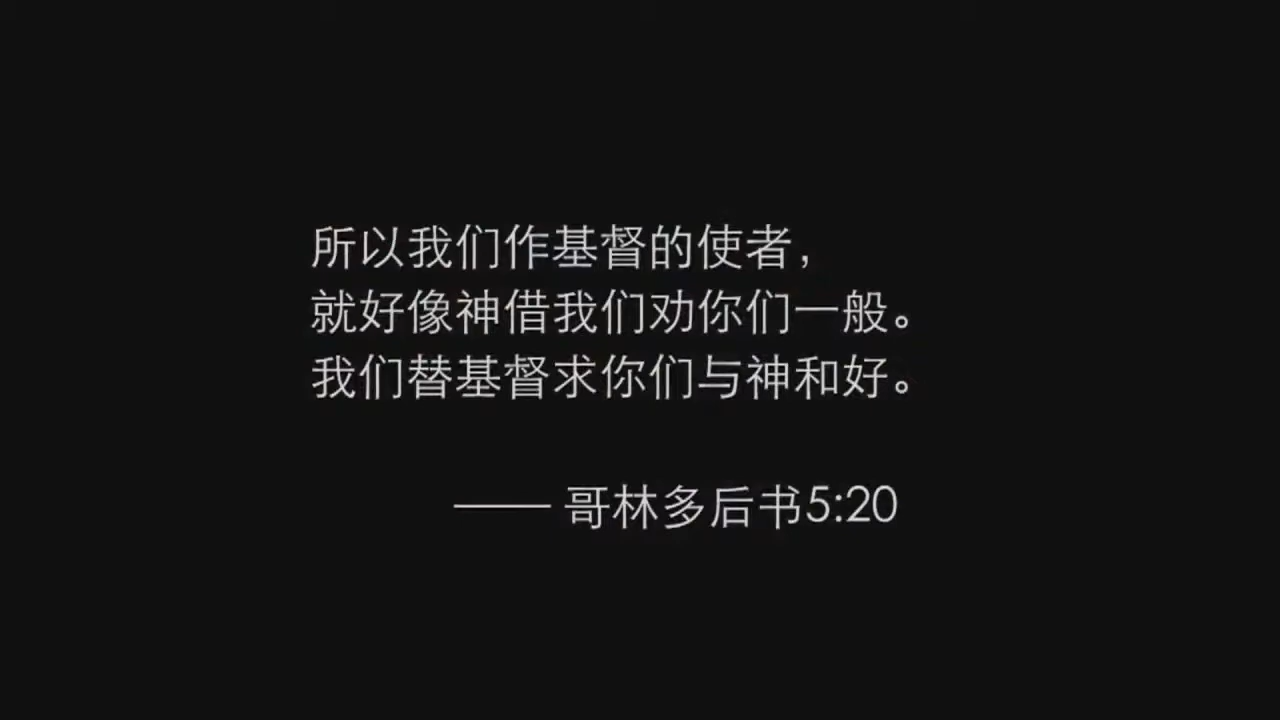 所以我们作基督的使者，
就好像神借我们劝你们一般。
我们替基督求你们与神和好。
—— 哥林多后书5:20